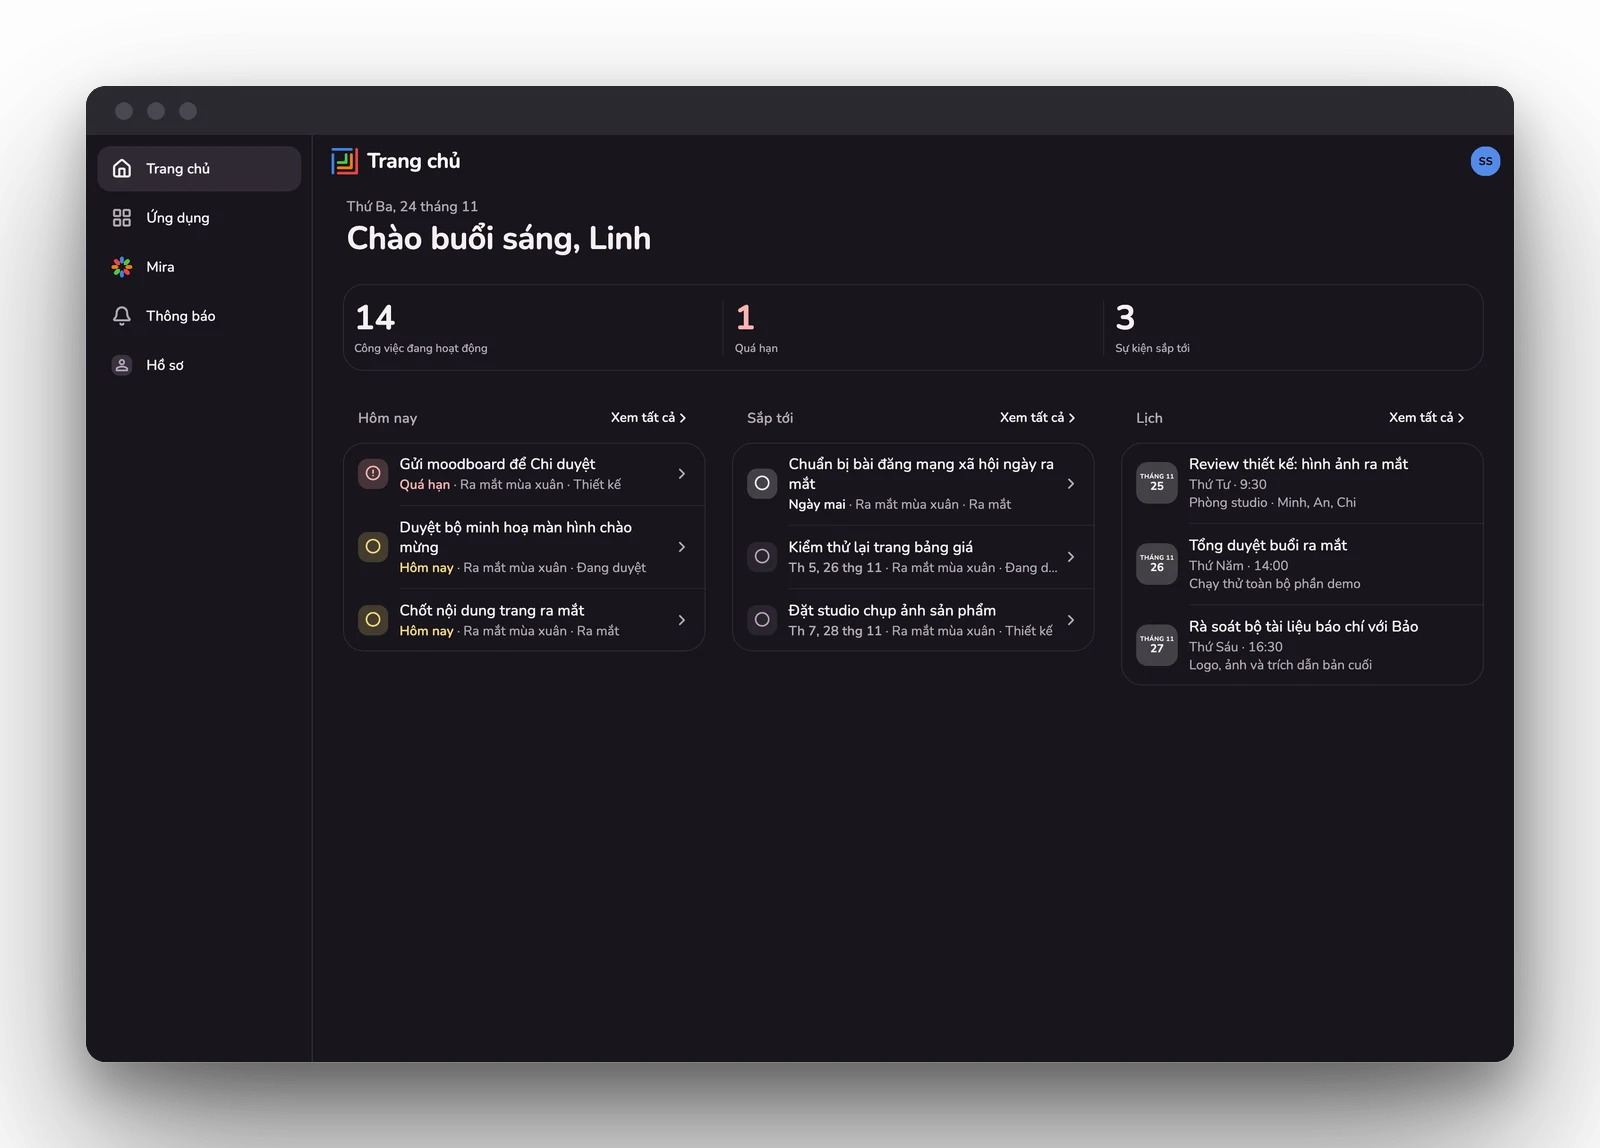 Trang chủ
Ứng dụng
Mira
Thông báo
Hồ sơ
Trang chủ
SS
Thứ Ba, 24 tháng 11
Chào buổi sáng, Linh
14
Công việc đang hoạt động
1
Quá hạn
3
Sự kiện sắp tới
Hôm nay
Xem tất cả
Gửi moodboard để Chi duyệt
Quá hạn · Ra mắt mùa xuân · Thiết kế
Duyệt bộ minh hoạ màn hình chào
mừng
Hôm nay · Ra mắt mùa xuân · Đang duyệt
Chốt nội dung trang ra mắt
Hôm nay · Ra mắt mùa xuân · Ra mắt
Sắp tới
Xem tất cả
Chuẩn bị bài đăng mạng xã hội ngày ra
mắt
Ngày mai · Ra mắt mùa xuân · Ra mắt
Kiểm thử lại trang bảng giá
Th 5, 26 thg 11 · Ra mắt mùa xuân · Đang d...
Đặt studio chụp ảnh sản phẩm
Th 7, 28 thg 11 · Ra mắt mùa xuân · Thiết kế
Lịch
Xem tất cả
THÁNG 11
25
Review thiết kế: hình ảnh ra mắt
Thứ Tư · 9:30
Phòng studio · Minh, An, Chi
THÁNG 11
26
Tổng duyệt buổi ra mắt
Thứ Năm · 14:00
Chạy thử toàn bộ phần demo
THÁNG 11
27
Rà soát bộ tài liệu báo chí với Bảo
Thứ Sáu · 16:30
Logo, ảnh và trích dẫn bản cuối